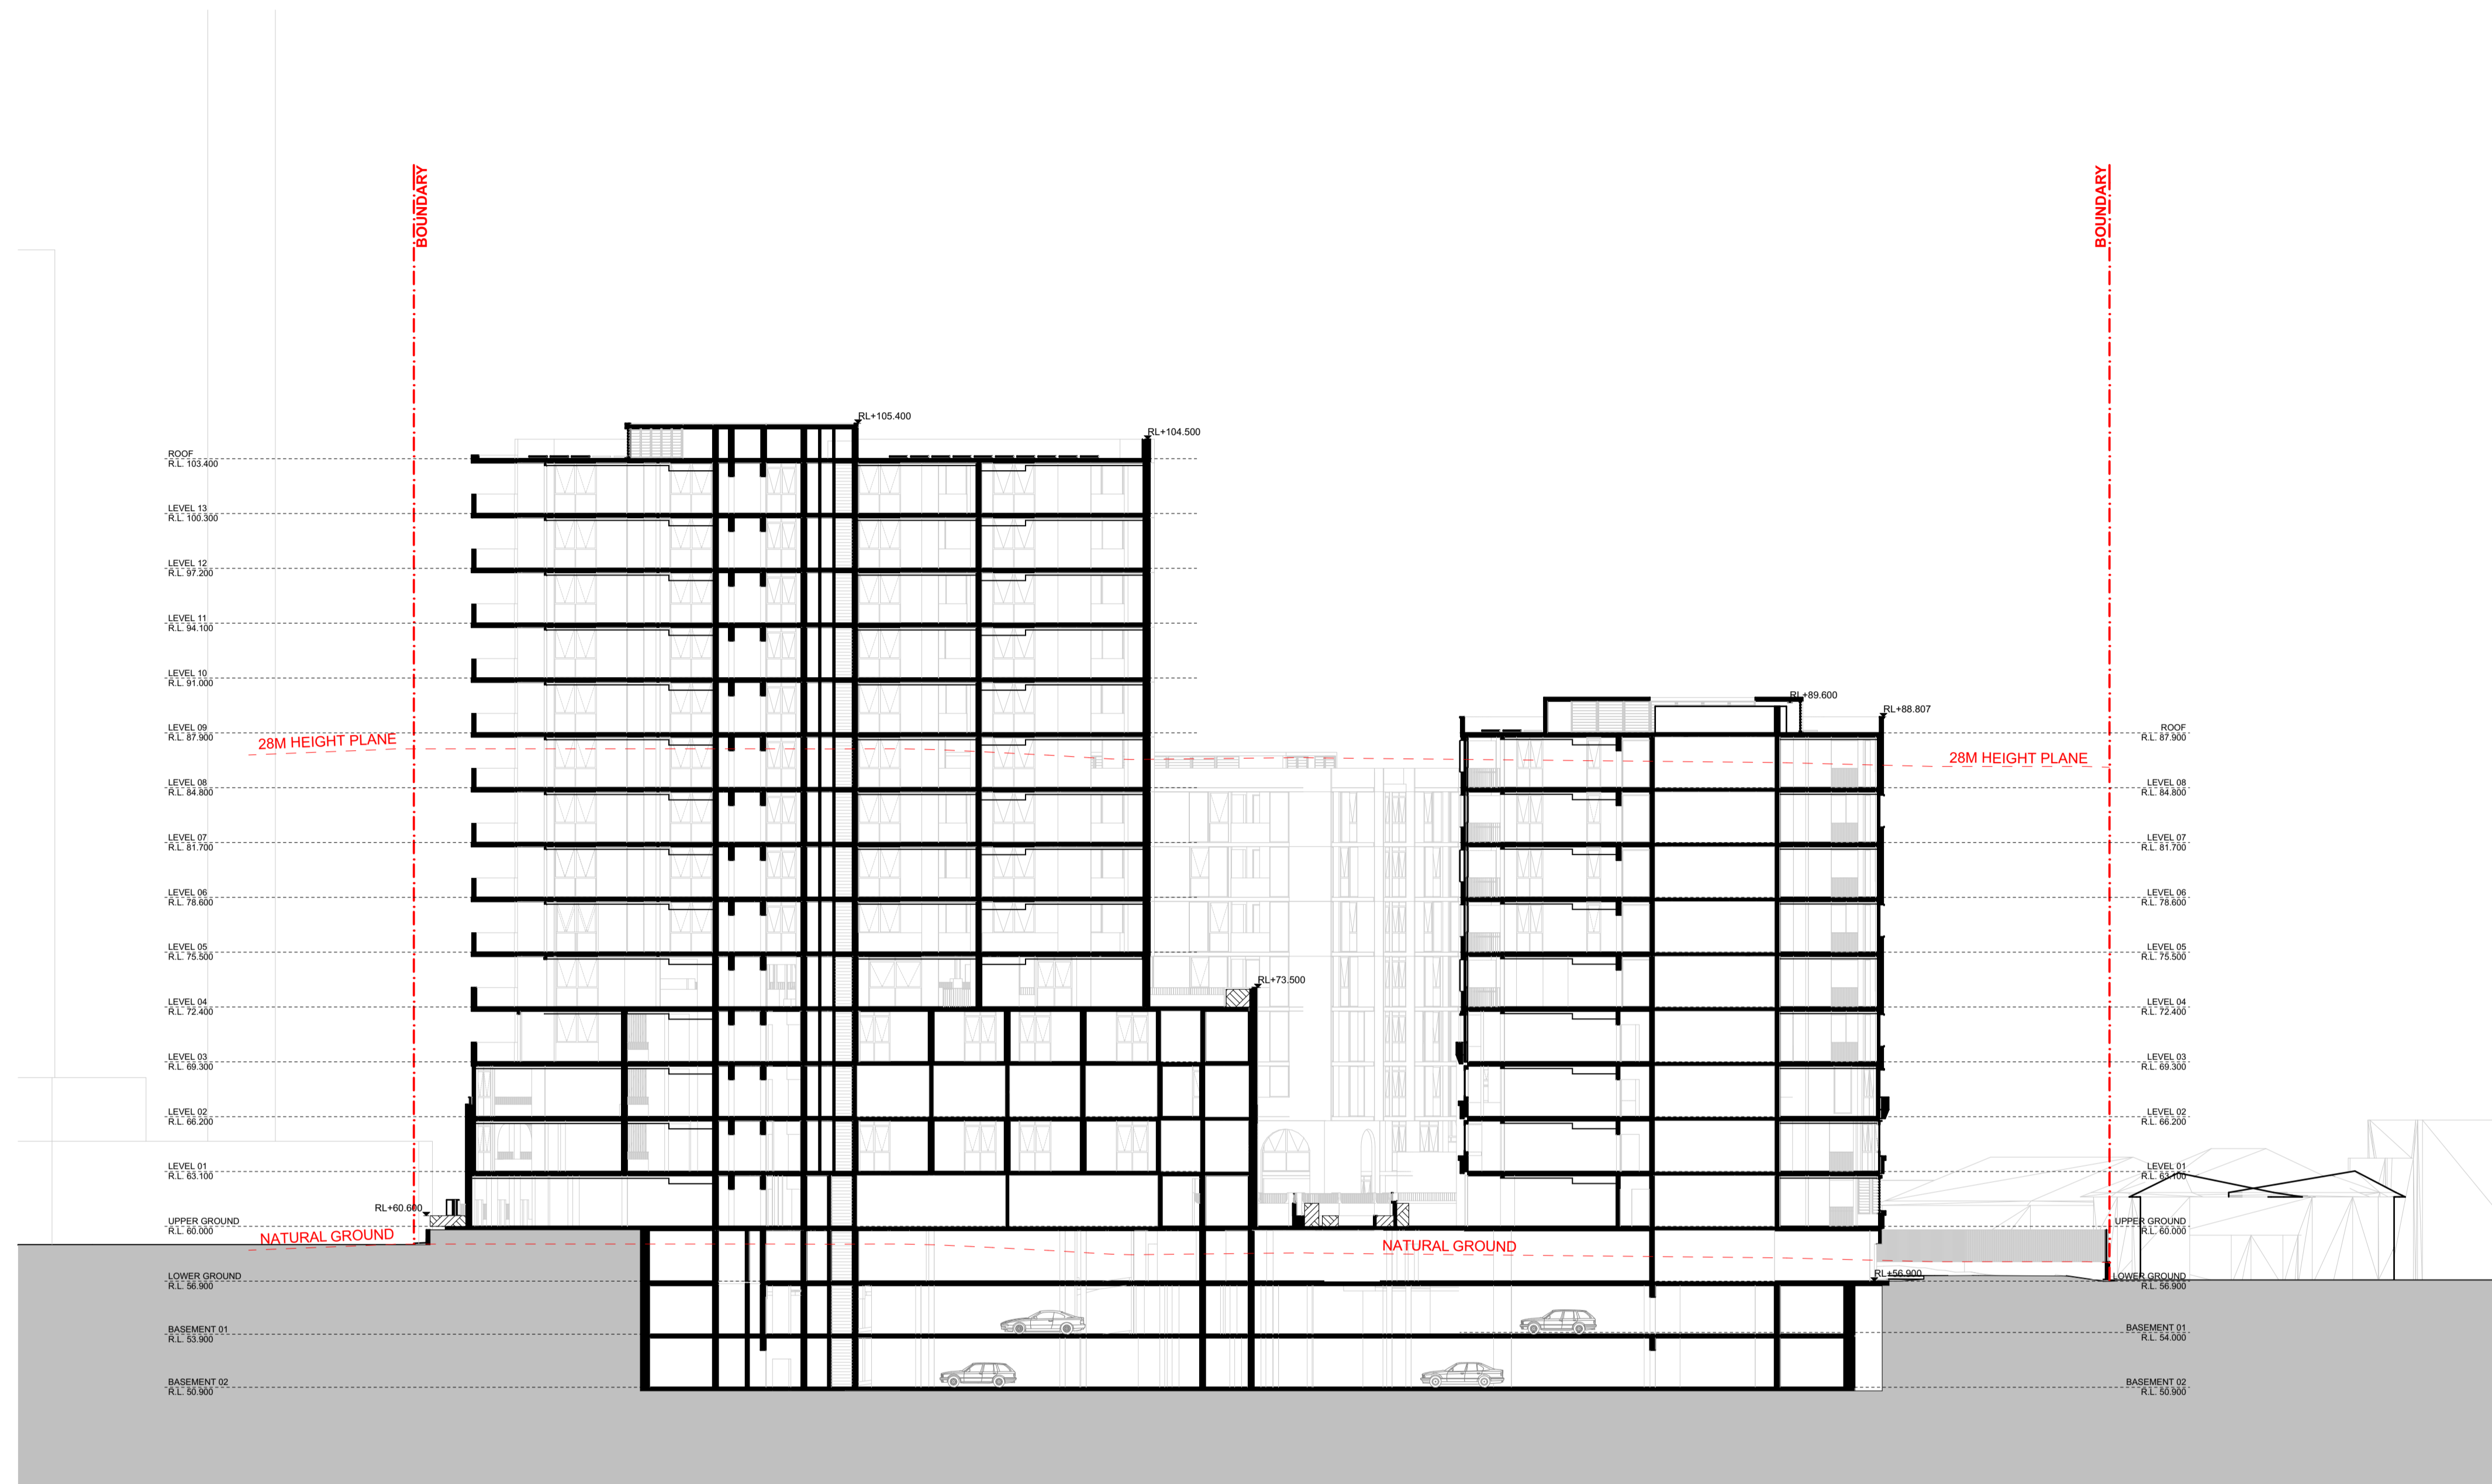 BOUNDARY
BOUNDARY
RL+105.400
RL+104.500
ROOF
R.L. 103.400
LEVEL 13
R.L. 100.300
LEVEL 12
R.L. 97.200
LEVEL 11
R.L. 94.100
LEVEL 10
R.L. 91.000
RL+89.600
RL+88.807
LEVEL 09
R.L. 87.900
ROOF
R.L. 87.900
28M HEIGHT PLANE
28M HEIGHT PLANE
LEVEL 08
R.L. 84.800
LEVEL 08
R.L. 84.800
LEVEL 07
R.L. 81.700
LEVEL 07
R.L. 81.700
LEVEL 06
R.L. 78.600
LEVEL 06
R.L. 78.600
LEVEL 05
R.L. 75.500
LEVEL 05
R.L. 75.500
RL+73.500
LEVEL 04
R.L. 72.400
LEVEL 04
R.L. 72.400
LEVEL 03
R.L. 69.300
LEVEL 03
R.L. 69.300
LEVEL 02
R.L. 66.200
LEVEL 02
R.L. 66.200
LEVEL 01
R.L. 63.100
LEVEL 01
R.L. 63.100
RL+60.600
UPPER GROUND
R.L. 60.000
UPPER GROUND
R.L. 60.000
NATURAL GROUND
NATURAL GROUND
LOWER GROUND
R.L. 56.900
RL+56.900
LOWER GROUND
R.L. 56.900
BASEMENT 01
R.L. 53.900
BASEMENT 01
R.L. 54.000
BASEMENT 02
R.L. 50.900
BASEMENT 02
R.L. 50.900